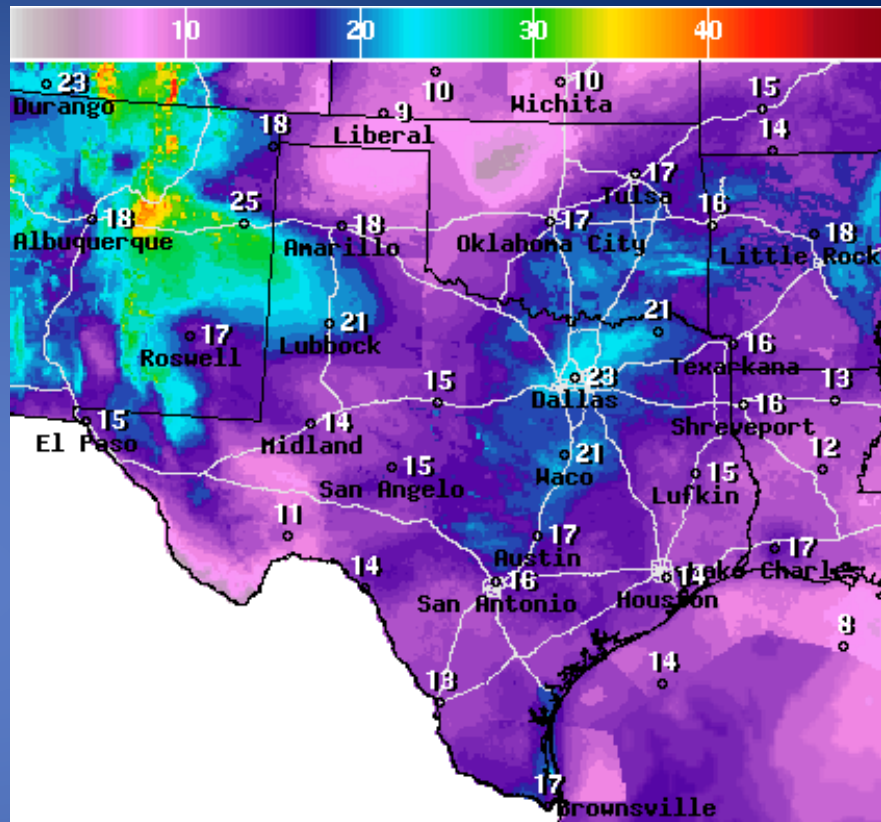 10 20 30 40
23
Durango
10
10
Wichita
15
9
Liberal
18
14
17
Tulsa
18
Albuquerque
25
18
Amarillo
17
Oklahoma City
16
18
Little Rock
17
Roswell
21
Lubbock
21
16
Texarkana
23
Dallas
15
13
16
Shreveport
15
El Paso
14
Midland
15
San Angelo
21
Waco
15
Lufkin
12
11
17
Austin
17
Lake Charles
14
16
San Antonio
14
Houston
8
14
13
17
Brownsville